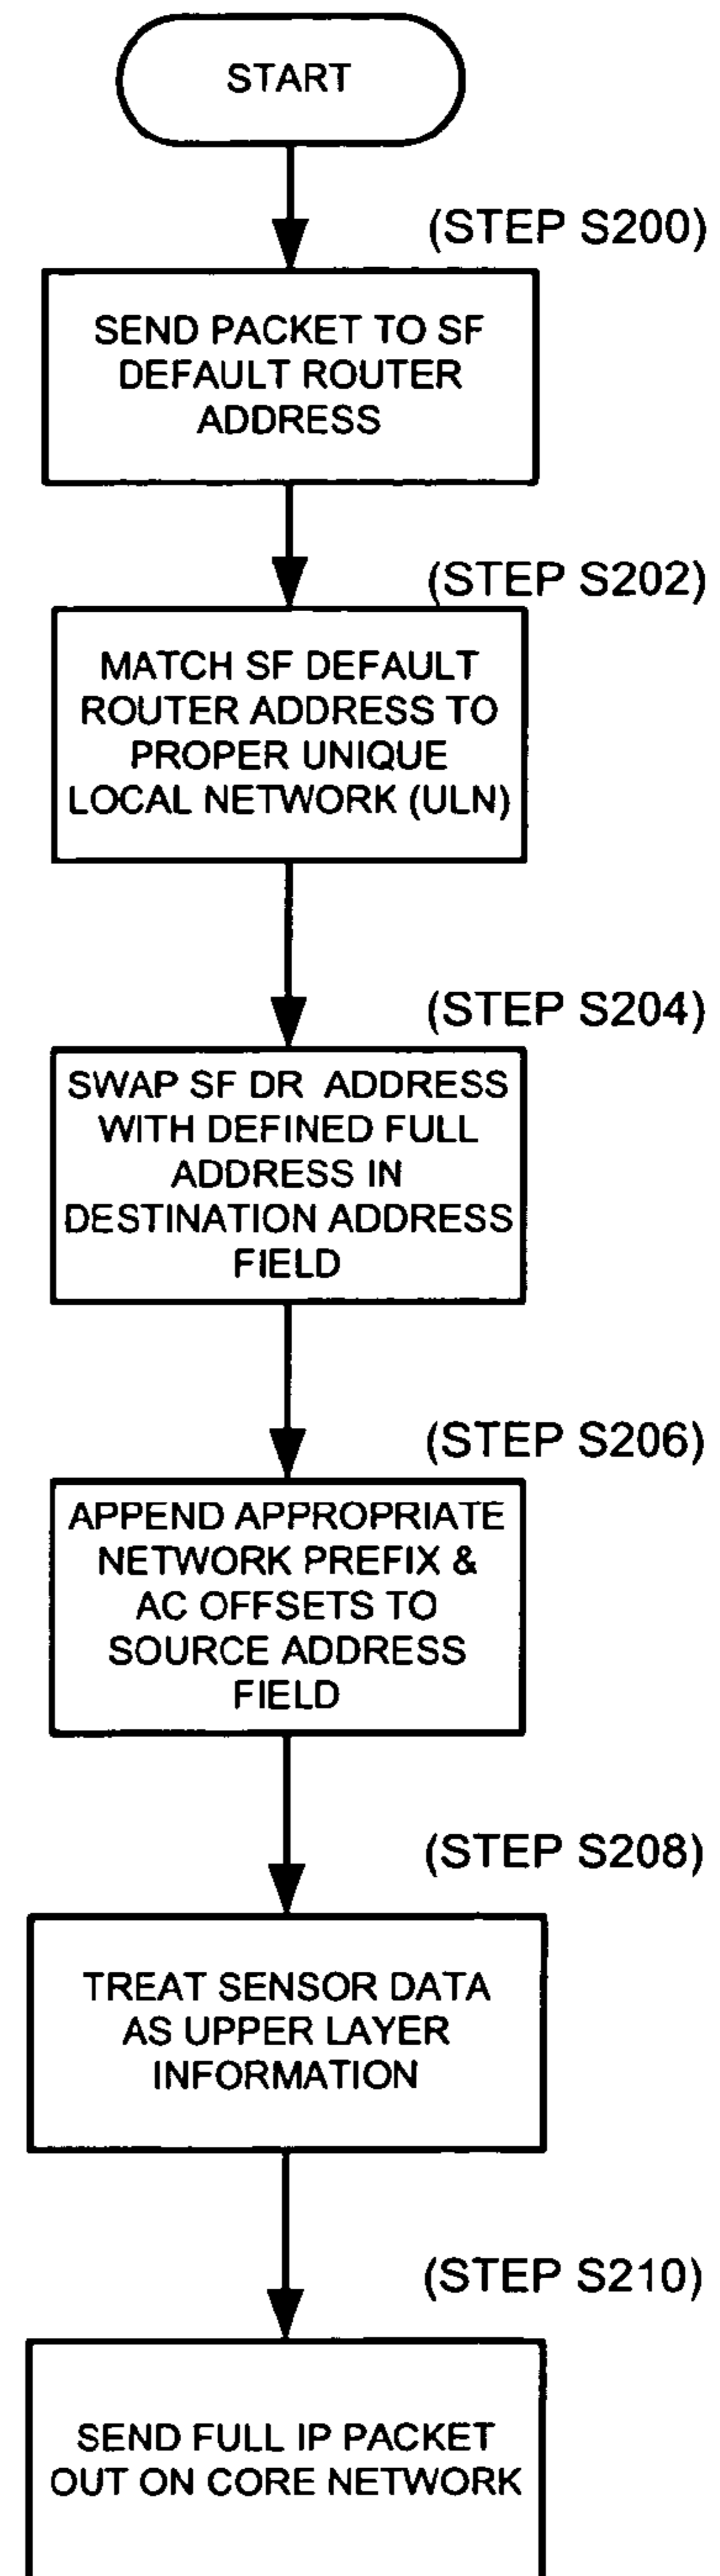 START
(STEP S200)
SEND PACKET TO SF
DEFAULT ROUTER
ADDRESS
(STEP S202)
MATCH SF DEFAULT
ROUTER ADDRESS TO
PROPER UNIQUE
LOCAL NETWORK (ULN)
(STEP S204)
SWAP SF DR ADDRESS
WITH DEFINED FULL
ADDRESS IN
DESTINATION ADDRESS
FIELD
(STEP S206)
APPEND APPROPRIATE
NETWORK PREFIX &
AC OFFSETS TO
SOURCE ADDRESS
FIELD
(STEP S208)
TREAT SENSOR DATA
AS UPPER LAYER
INFORMATION
(STEP S210)
SEND FULL IP PACKET
OUT ON CORE NETWORK